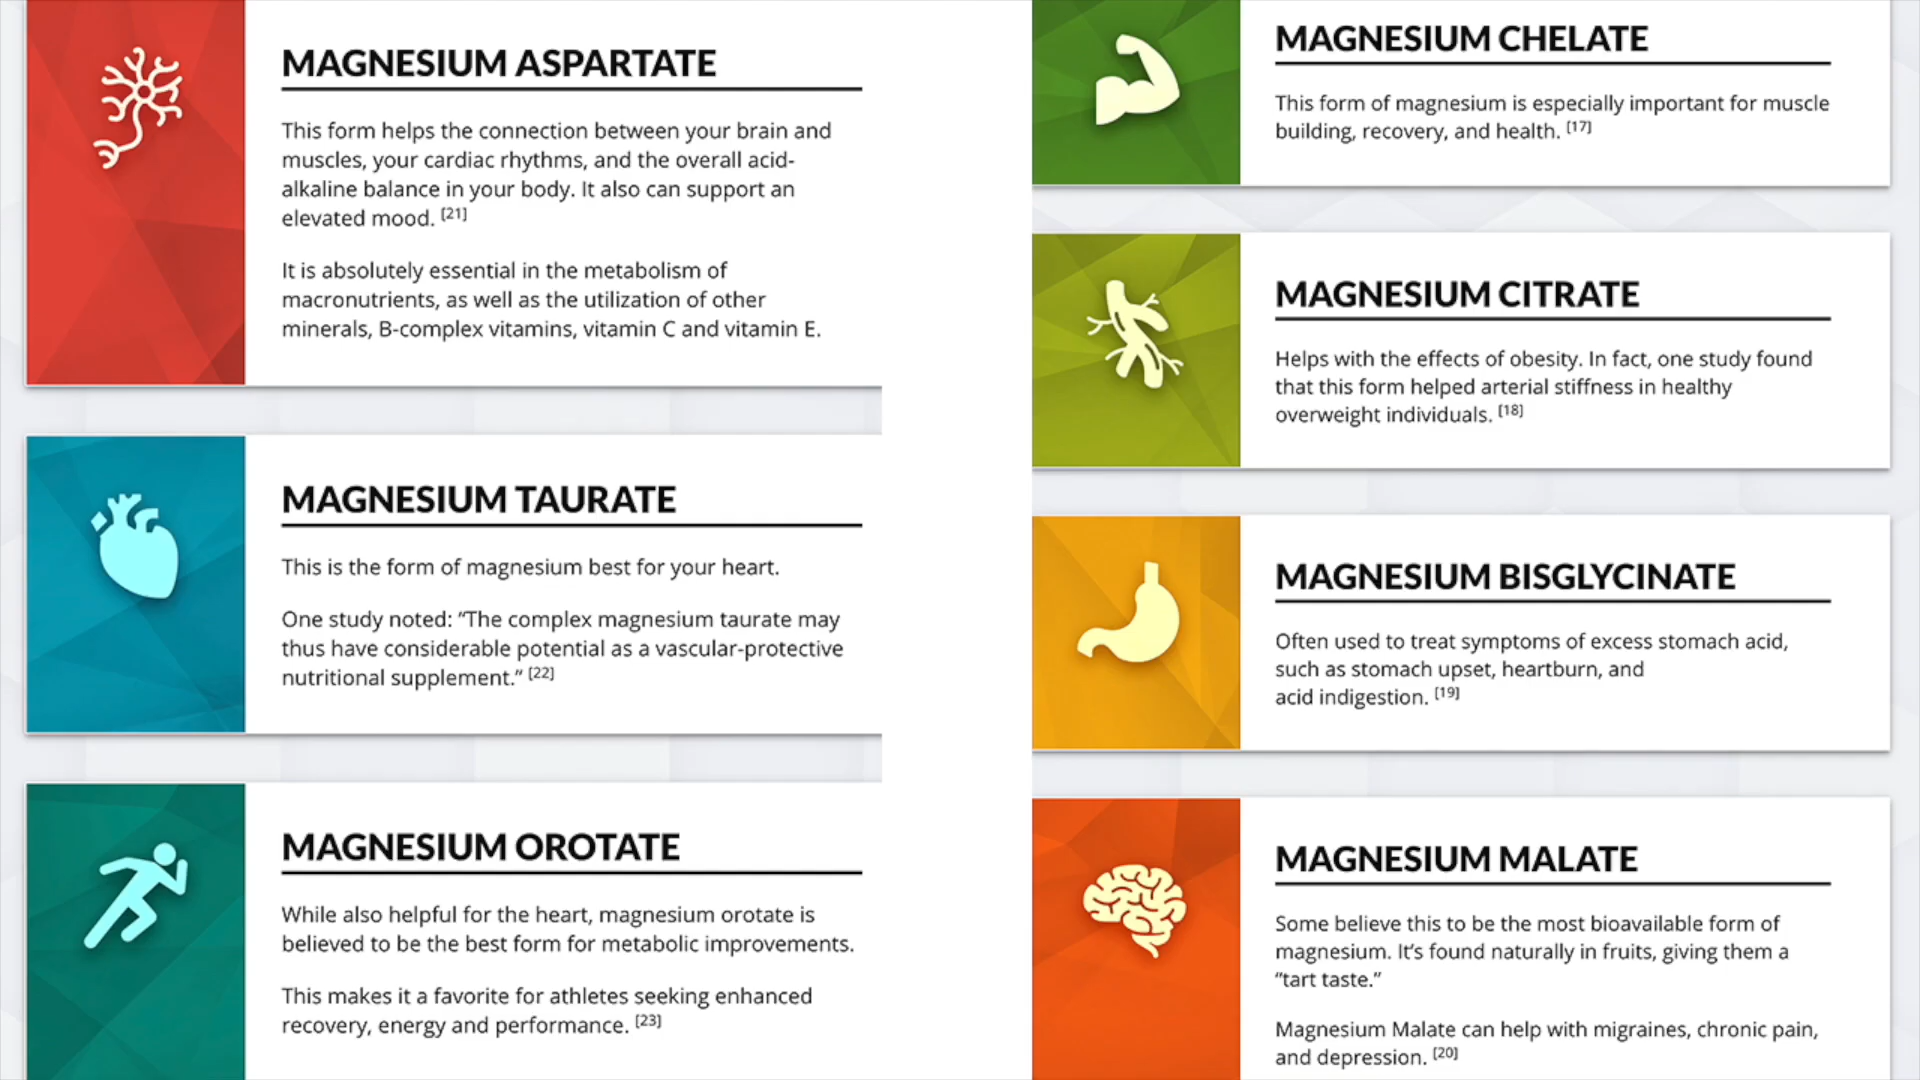 MAGNESIUM ASPARTATE
This form helps the connection between your brain and
muscles, your cardiac rhythms, and the overall acid-
alkaline balance in your body. It also can support an
elevated mood. [21]
It is absolutely essential in the metabolism of
macronutrients, as well as the utilization of other
minerals, B-complex vitamins, vitamin C and vitamin E.
MAGNESIUM TAURATE
This is the form of magnesium best for your heart.
One study noted: “The complex magnesium taurate may
thus have considerable potential as a vascular-protective
nutritional supplement.” [22]
MAGNESIUM OROTATE
While also helpful for the heart, magnesium orotate is
believed to be the best form for metabolic improvements.
This makes it a favorite for athletes seeking enhanced
recovery, energy and performance. [23]
MAGNESIUM CHELATE
This form of magnesium is especially important for muscle
building, recovery, and health. [17]
MAGNESIUM CITRATE
Helps with the effects of obesity. In fact, one study found
that this form helped arterial stiffness in healthy
overweight individuals. [18]
MAGNESIUM BISGLYCINATE
Often used to treat symptoms of excess stomach acid,
such as stomach upset, heartburn, and
acid indigestion. [19]
MAGNESIUM MALATE
Some believe this to be the most bioavailable form of
magnesium. It’s found naturally in fruits, giving them a
“tart taste.”
Magnesium Malate can help with migraines, chronic pain,
and depression. [20]